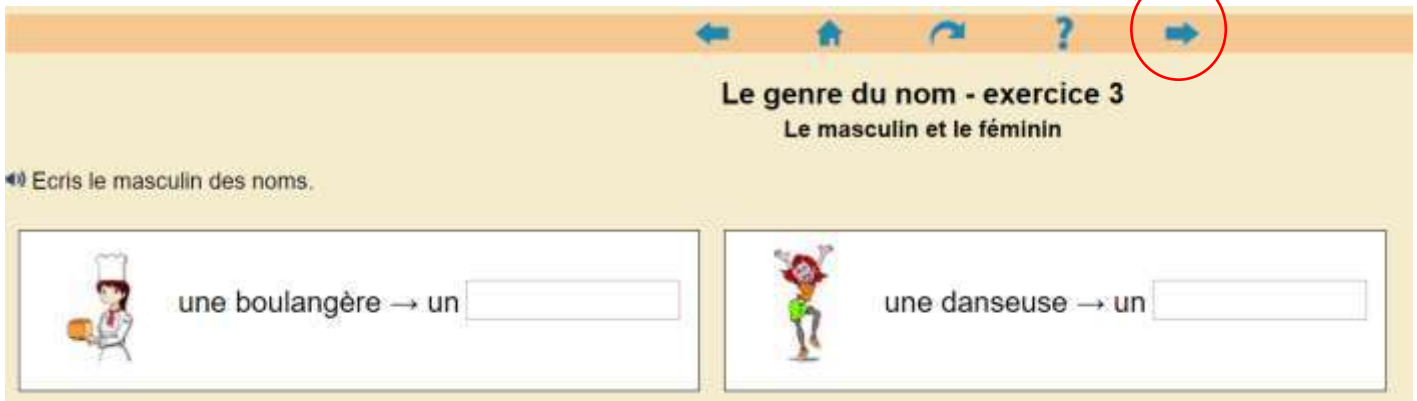 ?
Le genre du nom - exercice 3
Le masculin et le féminin
Ecris le masculin des noms.
une boulangère → un
une danseuse → un